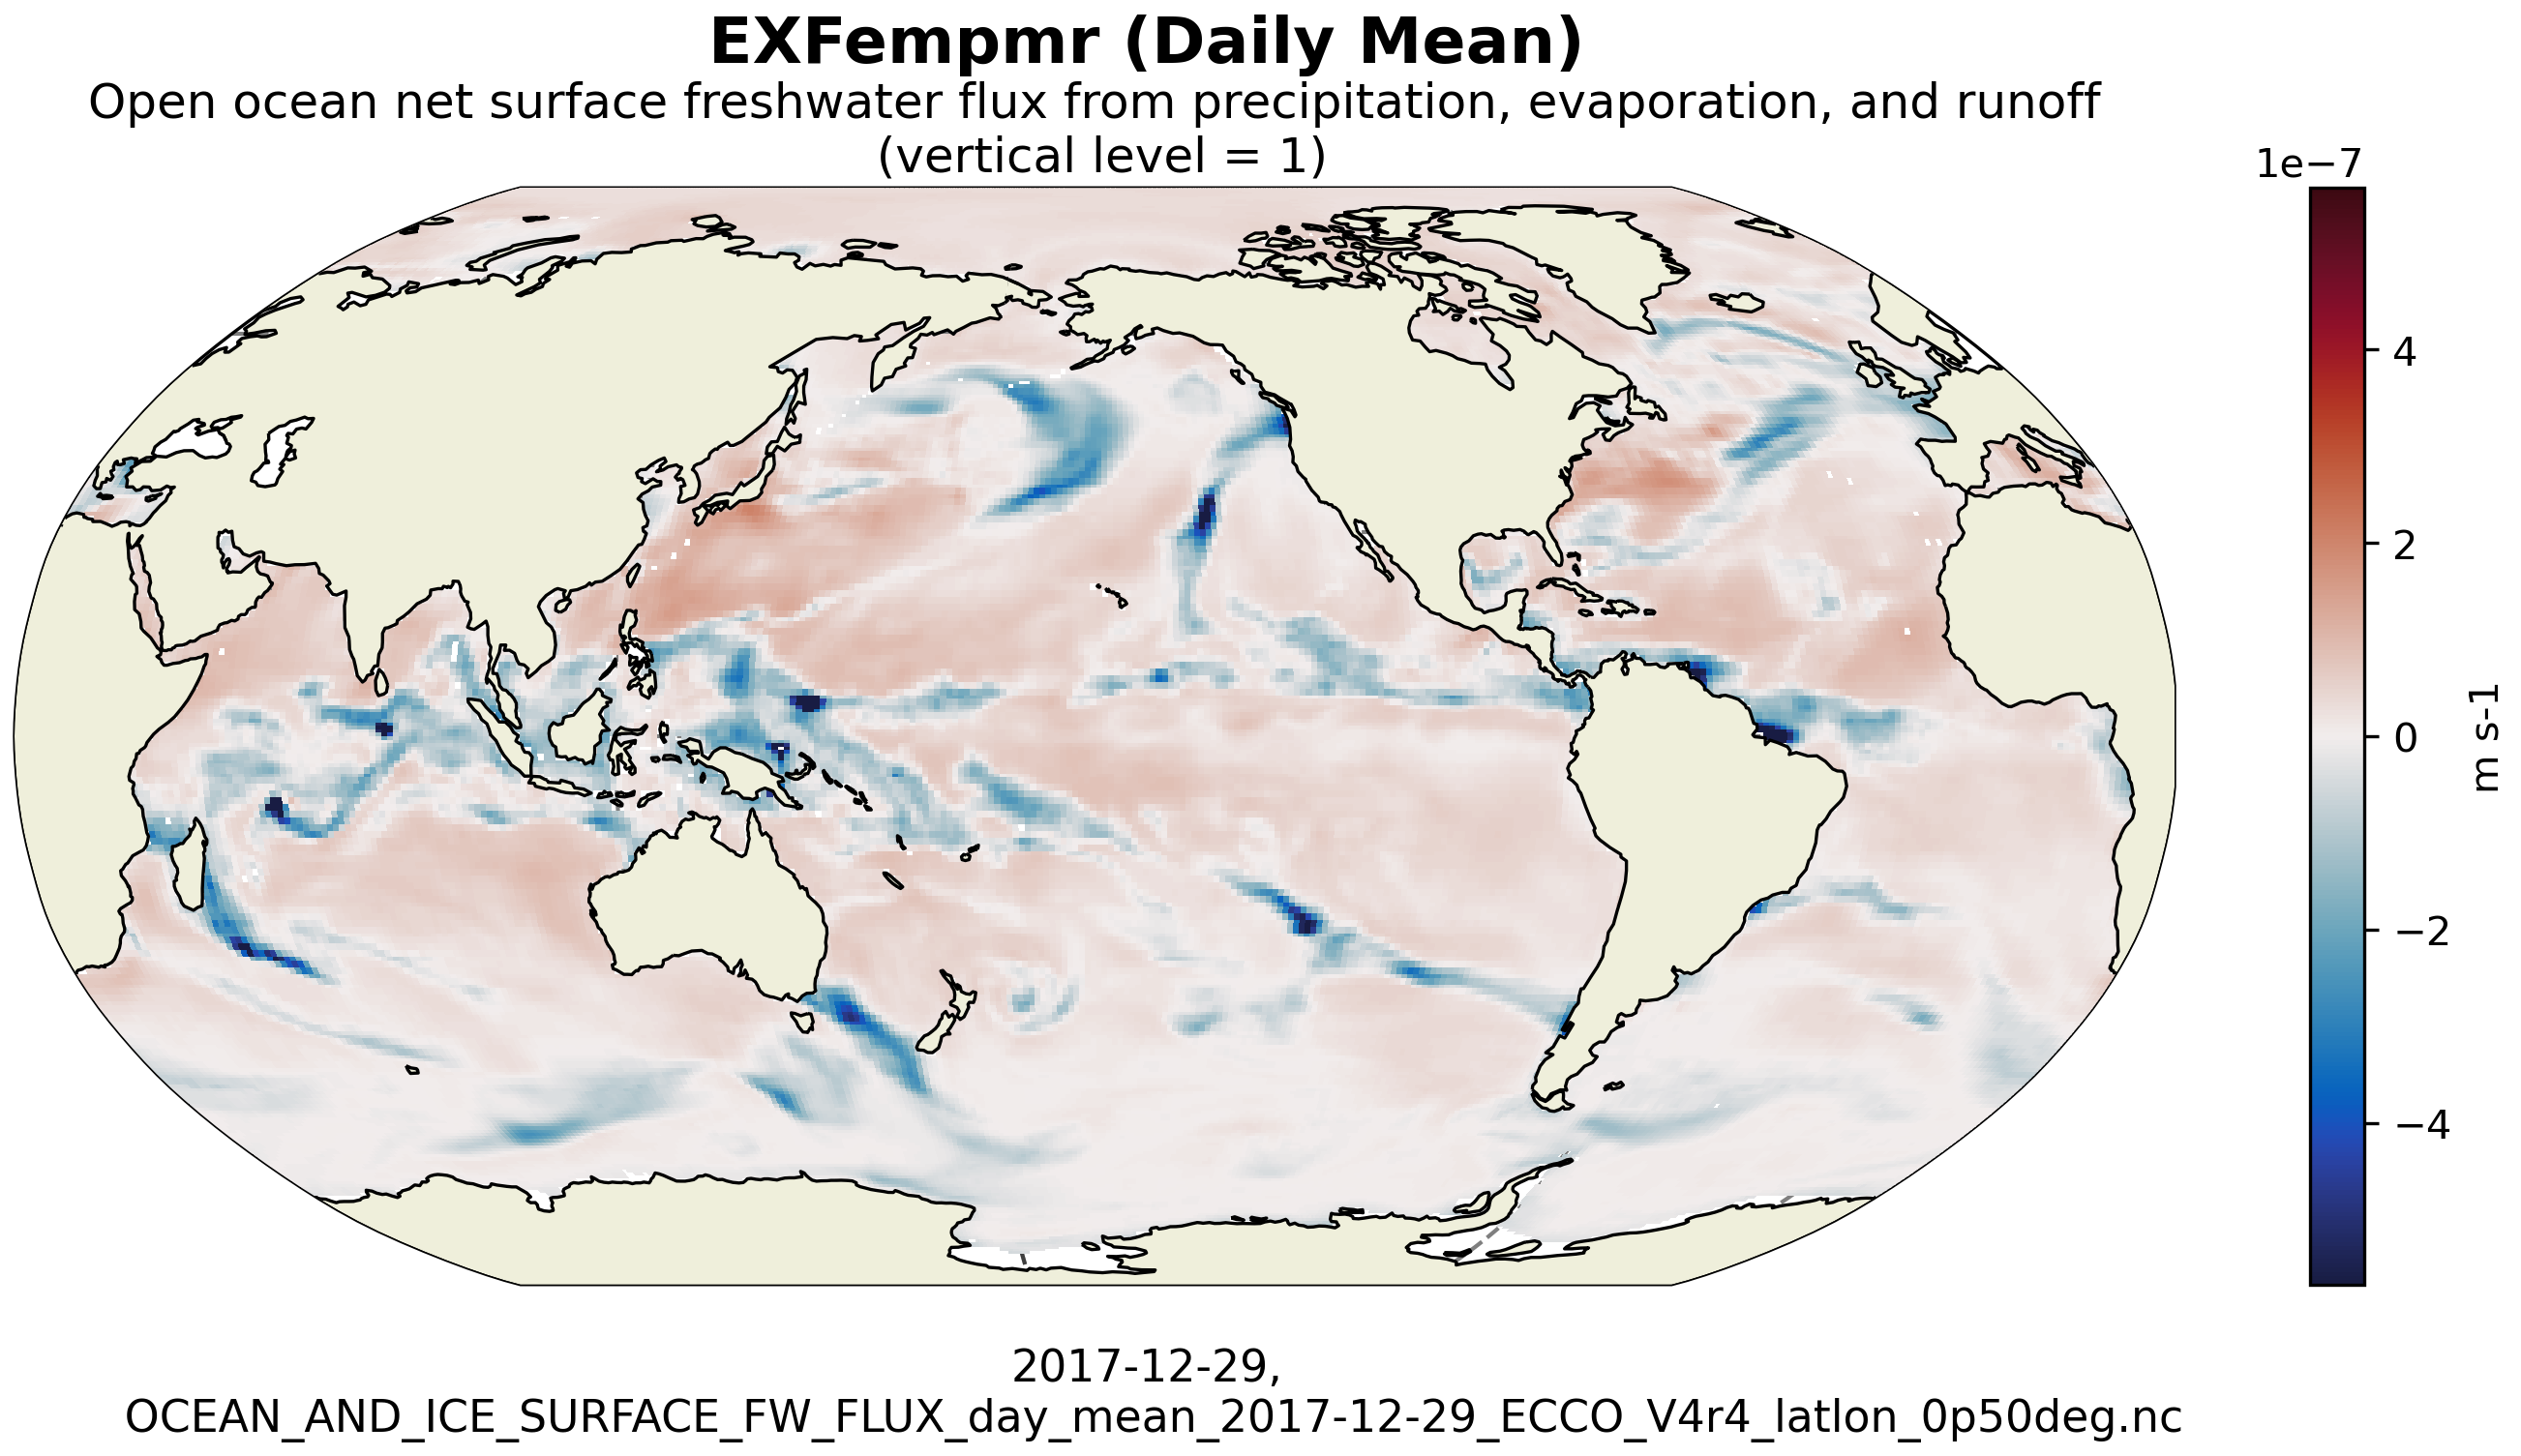 EXFempmr (Daily Mean)
Open ocean net surface freshwater flux from precipitation, evaporation, and runoff
(vertical level = 1)
1e−7
4
2
0
−2
−4
m s-1
2017-12-29,
OCEAN_AND_ICE_SURFACE_FW_FLUX_day_mean_2017-12-29_ECCO_V4r4_latlon_0p50deg.nc